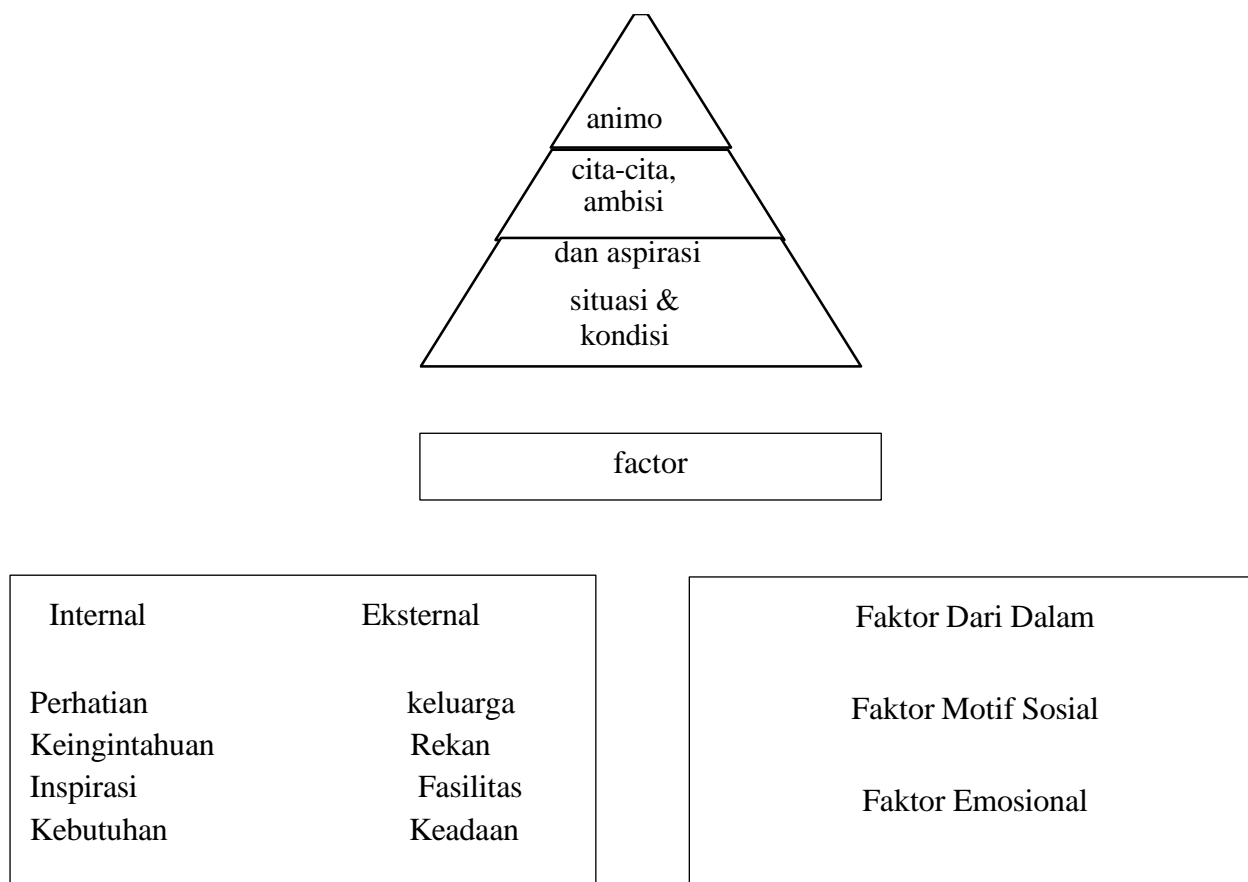 animo
cita-cita,
ambisi
dan aspirasi
situasi &
kondisi
factor
Internal Eksternal
Perhatian keluarga
Keingintahuan Rekan
Inspirasi Fasilitas
Kebutuhan Keadaan
Faktor Dari Dalam
Faktor Motif Sosial
Faktor Emosional